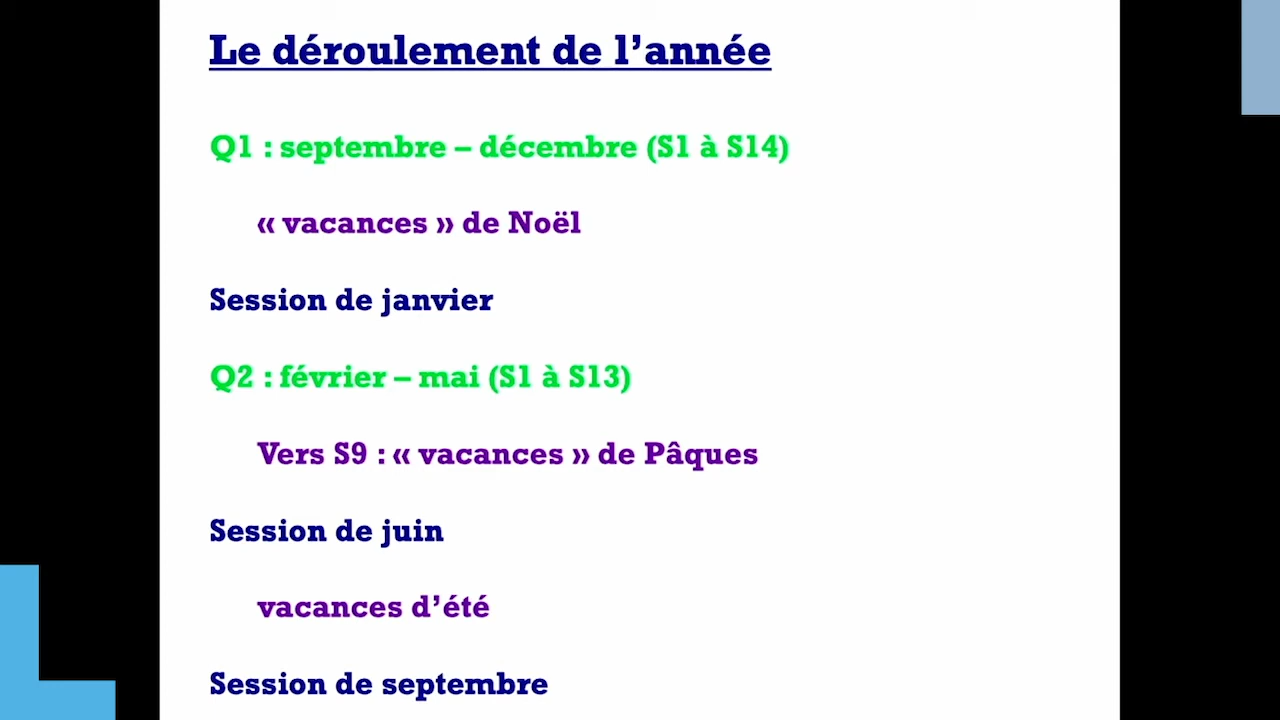 Le déroulement de l’année
Q1 : septembre – décembre (S1 à S14)
« vacances » de Noël
Session de janvier
Q2 : février – mai (S1 à S13)
Vers S9 : « vacances » de Pâques
Session de juin
vacances d’été
Session de septembre